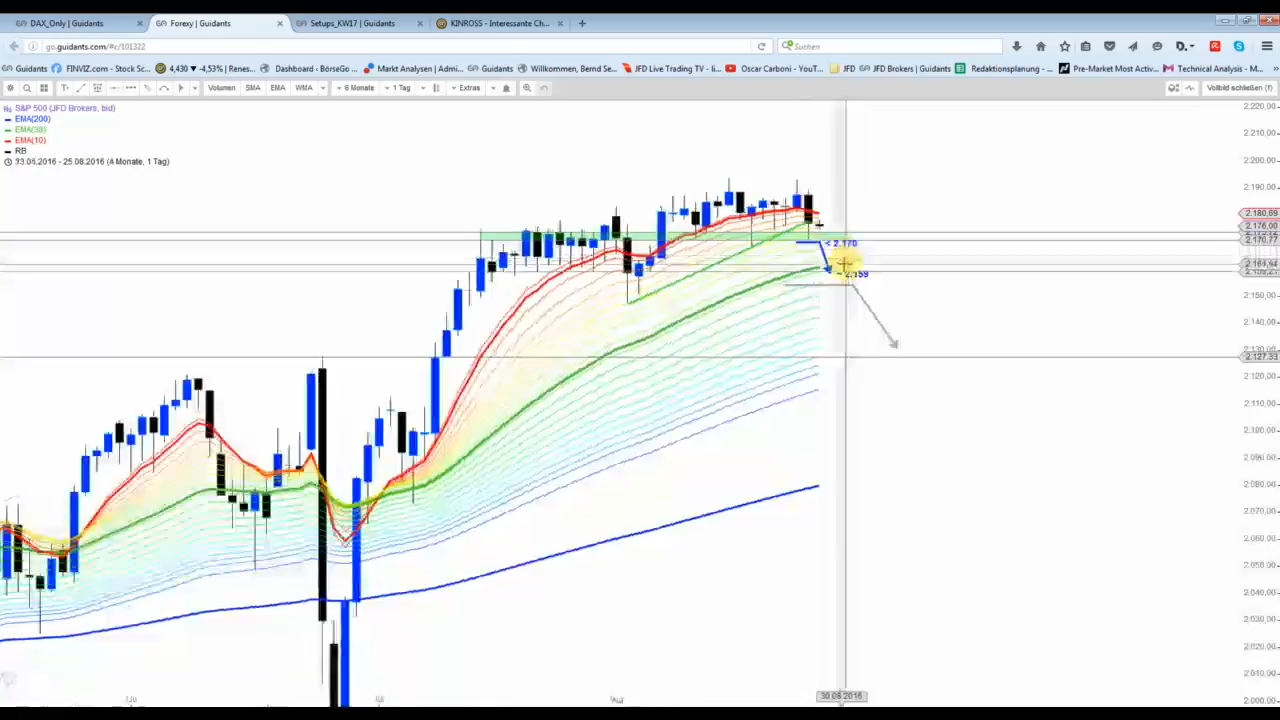 DAX_Only | Guidants
Forexy | Guidants
Setups_KW17 | Guidants
KINROSS - Interessante Ch...
go.guidants.com/#c/101322
Suchen
Guidants
FINVIZ.com - Stock Sc...
4,430 ▼ -4,53% | Renes...
Dashboard ‹ BörseGo ...
Markt Analysen | Admi...
Guidants
Willkommen, Bernd Se...
JFD Live Trading TV - li...
Oscar Carboni - YouT...
JFD
JFD Brokers | Guidants
Redaktionsplanung - ...
Pre-Market Most Activ...
Technical Analysis - M...
Volumen
SMA
EMA
WMA
6 Monate
1 Tag
Extras
Vollbild schließen (f)
S&P 500 (JFD Brokers, bid)
EMA(200)
EMA(38)
EMA(10)
RB
- 25.08.2016 (4 Monate, 1 Tag)
2.220,00
2.210,00
2.200,00
2.190,00
2.180,69
2.176,00
2.170,77
2.150,00
2.140,00
2.127,33
2.120,00
2.110,00
2.100,00
2.090,00
2.080,00
2.070,00
2.060,00
2.050,00
2.040,00
2.030,00
2.020,00
2.010,00
2.000,00
< 2.170
2.159
Aug
30.08.2016